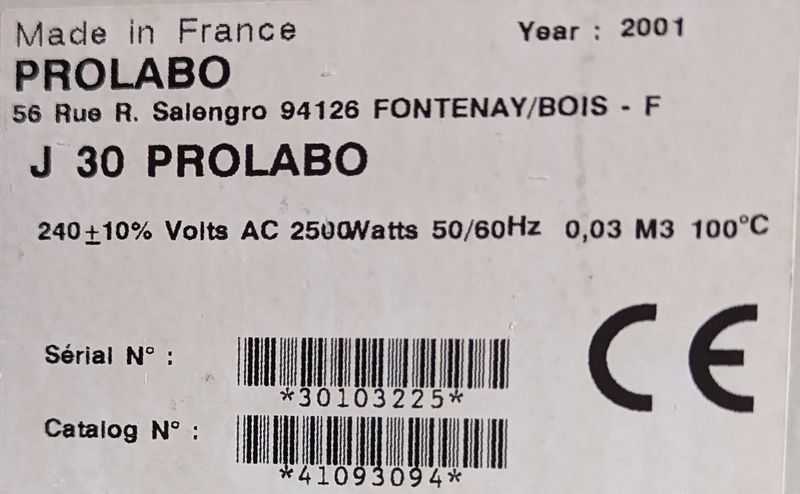 Made in France Year : 2001
PROLABO
56 Rue R. Salengro 94126 FONTENAY/BOIS - F
J 30 PROLABO
240±10% Volts AC 2500Watts 50/60Hz 0,03 M3 100°C
Sérial N° :
*30103225*
Catalog N° :
*41093094*
CE